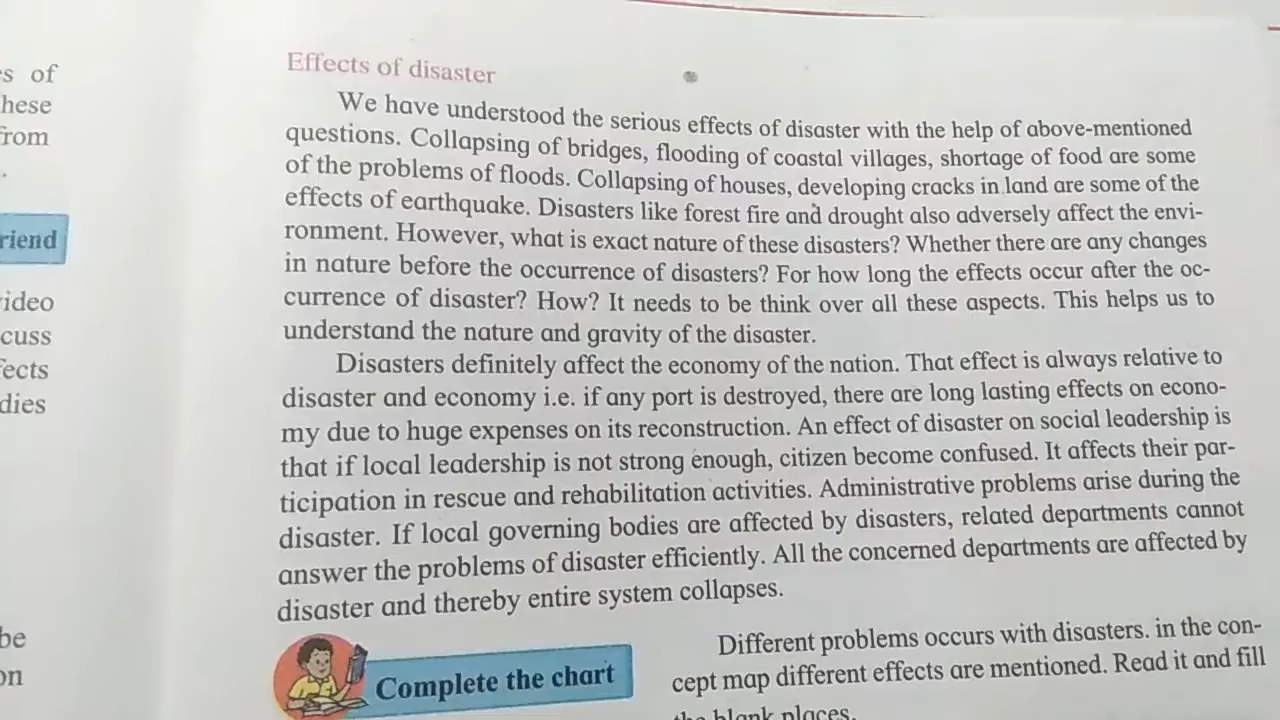 s of
hese
from
riend
ideo
cuss
ects
dies
be
on
Effects of disaster
We have understood the serious effects of disaster with the help of above-mentioned
questions. Collapsing of bridges, flooding of coastal villages, shortage of food are some
of the problems of floods. Collapsing of houses, developing cracks in land are some of the
effects of earthquake. Disasters like forest fire and drought also adversely affect the envi-
ronment. However, what is exact nature of these disasters? Whether there are any changes
in nature before the occurrence of disasters? For how long the effects occur after the oc-
currence of disaster? How? It needs to be think over all these aspects. This helps us to
understand the nature and gravity of the disaster.
Disasters definitely affect the economy of the nation. That effect is always relative to
disaster and economy i.e. if any port is destroyed, there are long lasting effects on econo-
my due to huge expenses on its reconstruction. An effect of disaster on social leadership is
that if local leadership is not strong enough, citizen become confused. It affects their par-
ticipation in rescue and rehabilitation activities. Administrative problems arise during the
disaster. If local governing bodies are affected by disasters, related departments cannot
answer the problems of disaster efficiently. All the concerned departments are affected by
disaster and thereby entire system collapses.
Complete the chart
Different problems occurs with disasters. in the con-
cept map different effects are mentioned. Read it and fill
the blank places.